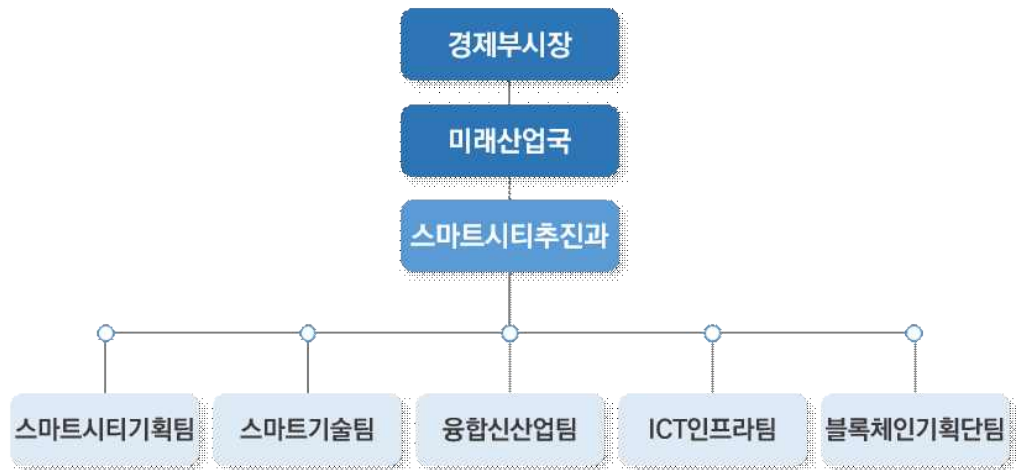 경제부시장
미래산업국
스마트시티추진과
스마트시티기획팀
스마트기술팀
융합신산업팀
ICT인프라팀
블록체인기획단팀